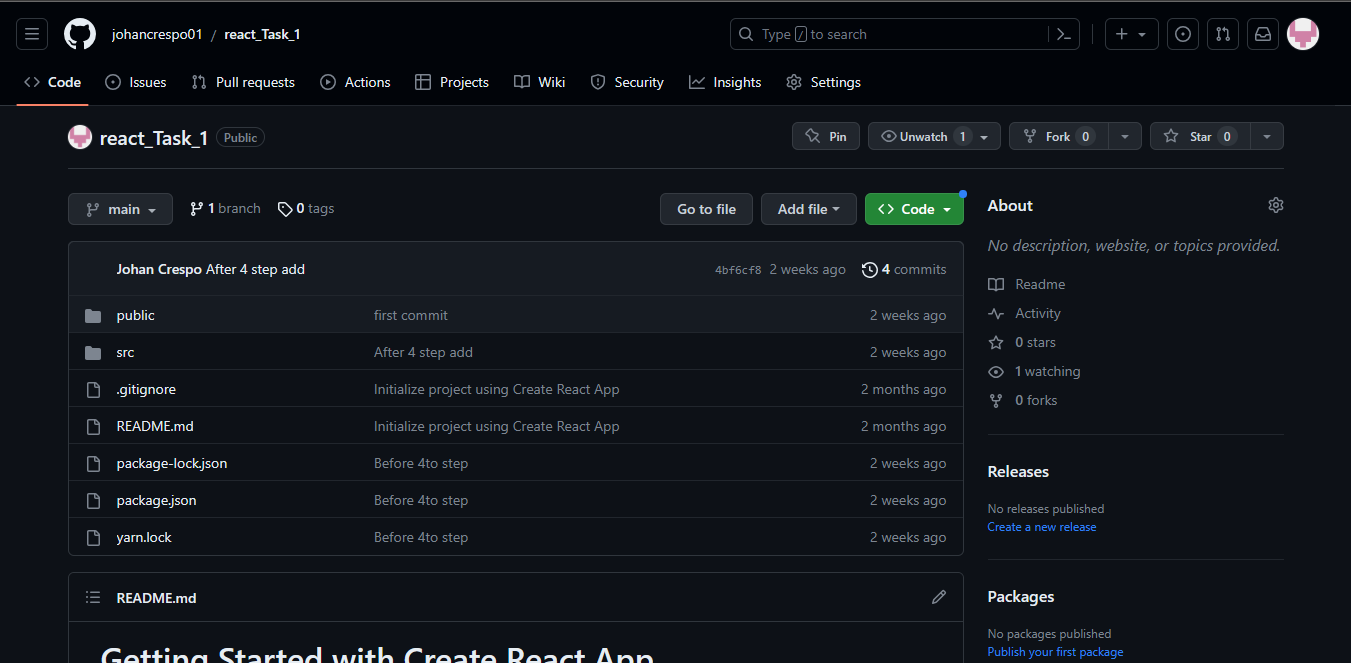 johancrespo01 / react_Task_1
Type / to search
Code Issues Pull requests Actions Projects Wiki Security Insights Settings
react_Task_1 Public
Pin Unwatch 1 Fork 0 Star 0
main 1 branch 0 tags
Go to file Add file Code
Johan Crespo After 4 step add 4bf6cf8 2 weeks ago 4 commits
public first commit 2 weeks ago
src After 4 step add 2 weeks ago
.gitignore Initialize project using Create React App 2 months ago
README.md Initialize project using Create React App 2 months ago
package-lock.json Before 4to step 2 weeks ago
package.json Before 4to step 2 weeks ago
yarn.lock Before 4to step 2 weeks ago
README.md
Getting Started with Create React App
About
No description, website, or topics provided.
Readme
Activity
0 stars
1 watching
0 forks
Releases
No releases published
Create a new release
Packages
No packages published
Publish your first package